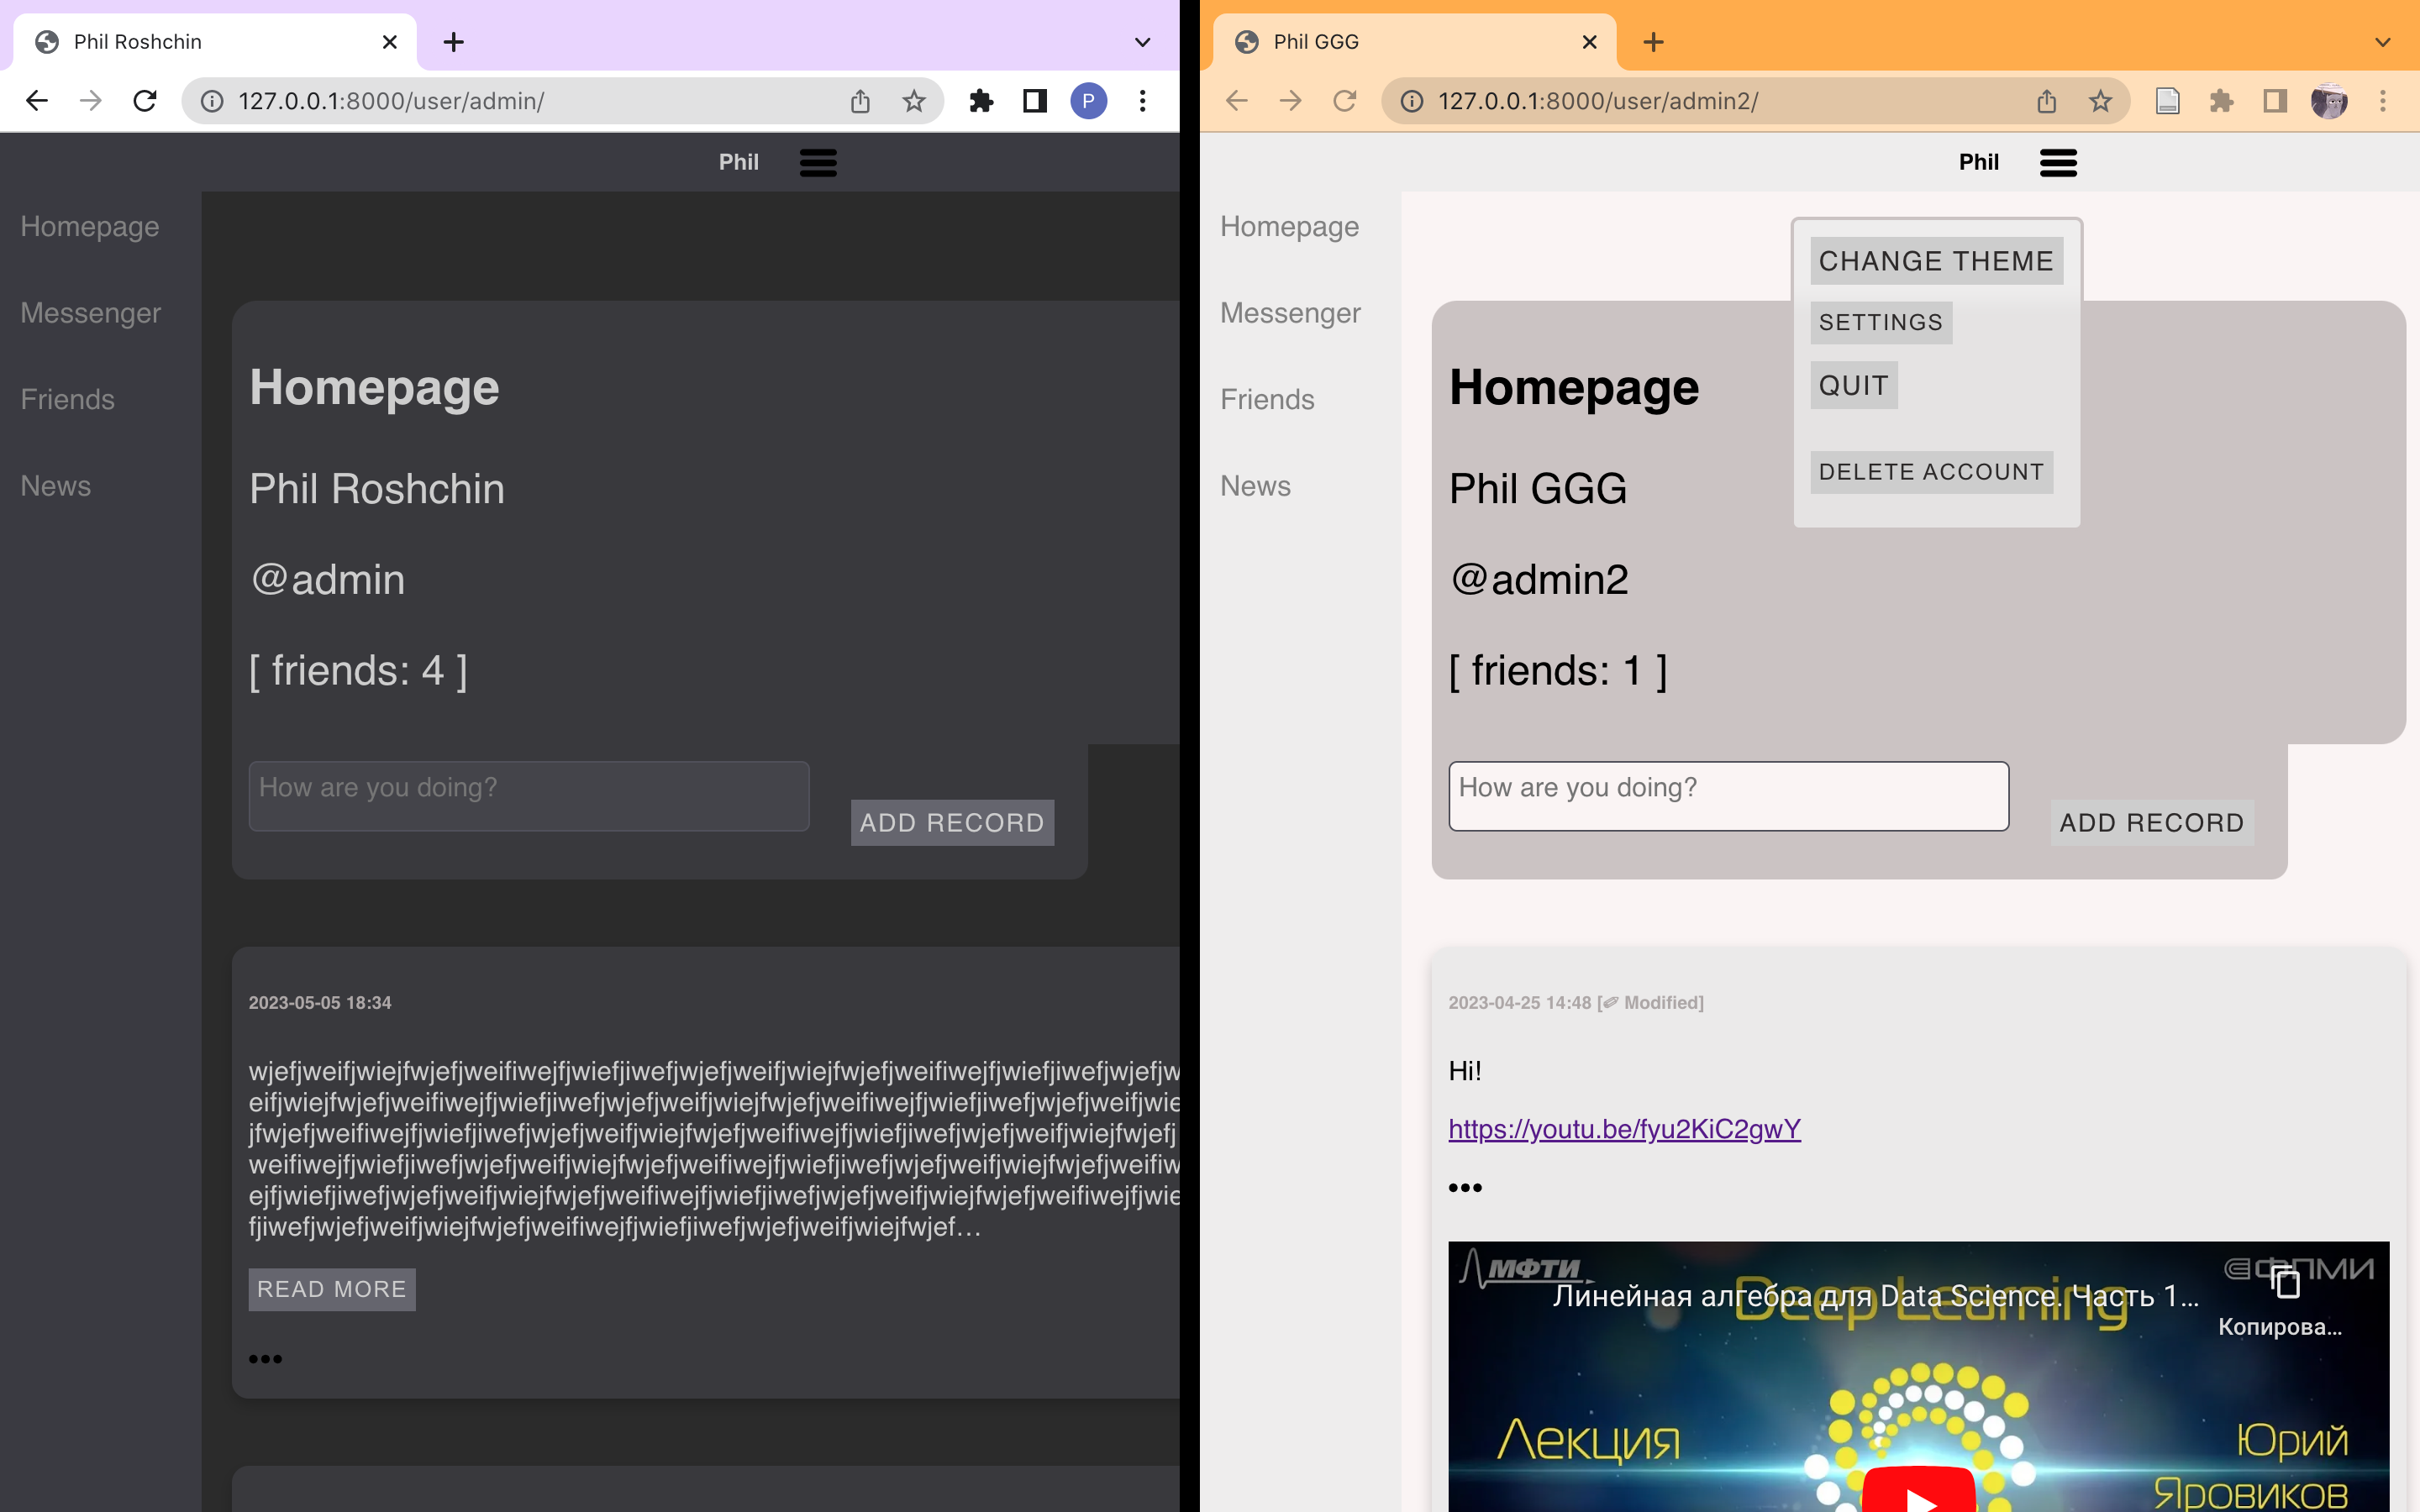 Phil Roshchin
127.0.0.1:8000/user/admin/
P
Phil
Homepage
Messenger
Friends
News
Homepage
Phil Roshchin
@admin
[ friends: 4 ]
How are you doing?
ADD RECORD
2023-05-05 18:34
wjefjweifjwiejfwjefjweifiwejfjwiefjiwefjwjefjweifjwiejfwjefjweifiwejfjwiefjiwefjwjefjw
eifjwiejfwjefjweifiwejfjwiefjiwefjwjefjweifjwiejfwjefjweifiwejfjwiefjiwefjwjefjweifjwie
jfwjefjweifiwejfjwiefjiwefjwjefjweifjwiejfwjefjweifiwejfjwiefjiwefjwjefjweifjwiejfwjefj
weifiwejfjwiefjiwefjwjefjweifjwiejfwjefjweifiwejfjwiefjiwefjwjefjweifjwiejfwjefjweifiw
ejfjwiefjiwefjwjefjweifjwiejfwjefjweifiwejfjwiefjiwefjwjefjweifjwiejfwjefjweifiwejfjwie
fjiwefjwjefjweifjwiejfwjefjweifiwejfjwiefjiwefjwjefjweifjwiejfwjef...
READ MORE
Phil GGG
127.0.0.1:8000/user/admin2/
Phil
Homepage
Messenger
Friends
News
CHANGE THEME
SETTINGS
QUIT
DELETE ACCOUNT
Homepage
Phil GGG
@admin2
[ friends: 1 ]
How are you doing?
ADD RECORD
2023-04-25 14:48 [✏ Modified]
Hi!
https://youtu.be/fyu2KiC2gwY
МФТИ
ФПМИ
Deep Learning
Линейная алгебра для Data Science. Часть 1...
Копирова...
Лекция
Юрий
Яровиков